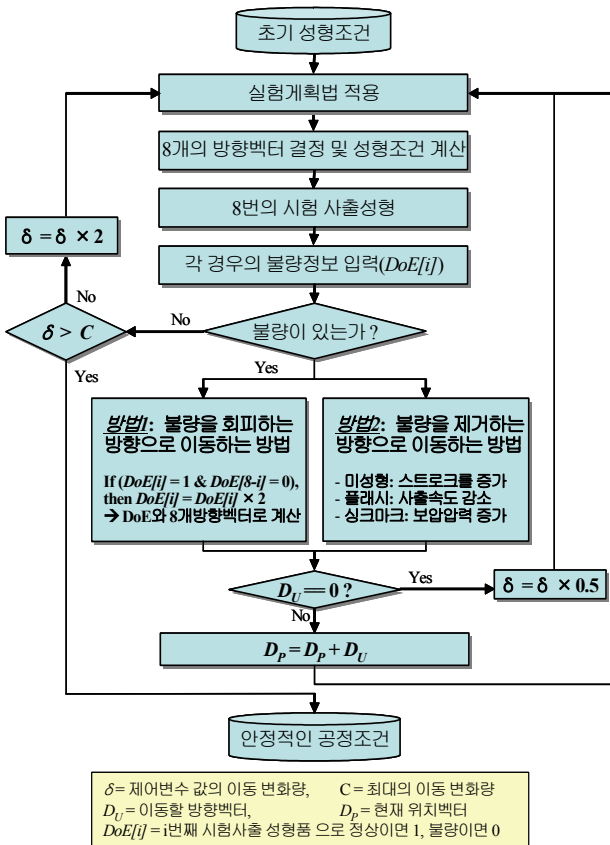 초기 성형조건
실험계획법 적용
8개의 방향벡터 결정 및 성형조건 계산
8번의 시험 사출성형
δ = δ × 2
각 경우의 불량정보 입력(DoE[i])
No
δ > C
No
불량이 있는가 ?
Yes
Yes
방법1: 불량을 회피하는
방향으로 이동하는 방법
If (DoE[i] = 1 & DoE[8-i] = 0),
then DoE[i] = DoE[i] × 2
→ DoE와 8개방향벡터로 계산
방법2: 불량을 제거하는
방향으로 이동하는 방법
- 미성형: 스트로크를 증가
- 플래시: 사출속도 감소
- 싱크마크: 보압압력 증가
D_U == 0 ?
Yes
δ = δ × 0.5
No
D_P = D_P + D_U
안정적인 공정조건
δ = 제어변수 값의 이동 변화량, C = 최대의 이동 변화량
D_U = 이동할 방향벡터, D_P = 현재 위치벡터
DoE[i] = i번째 시험사출 성형품 으로 정상이면 1, 불량이면 0